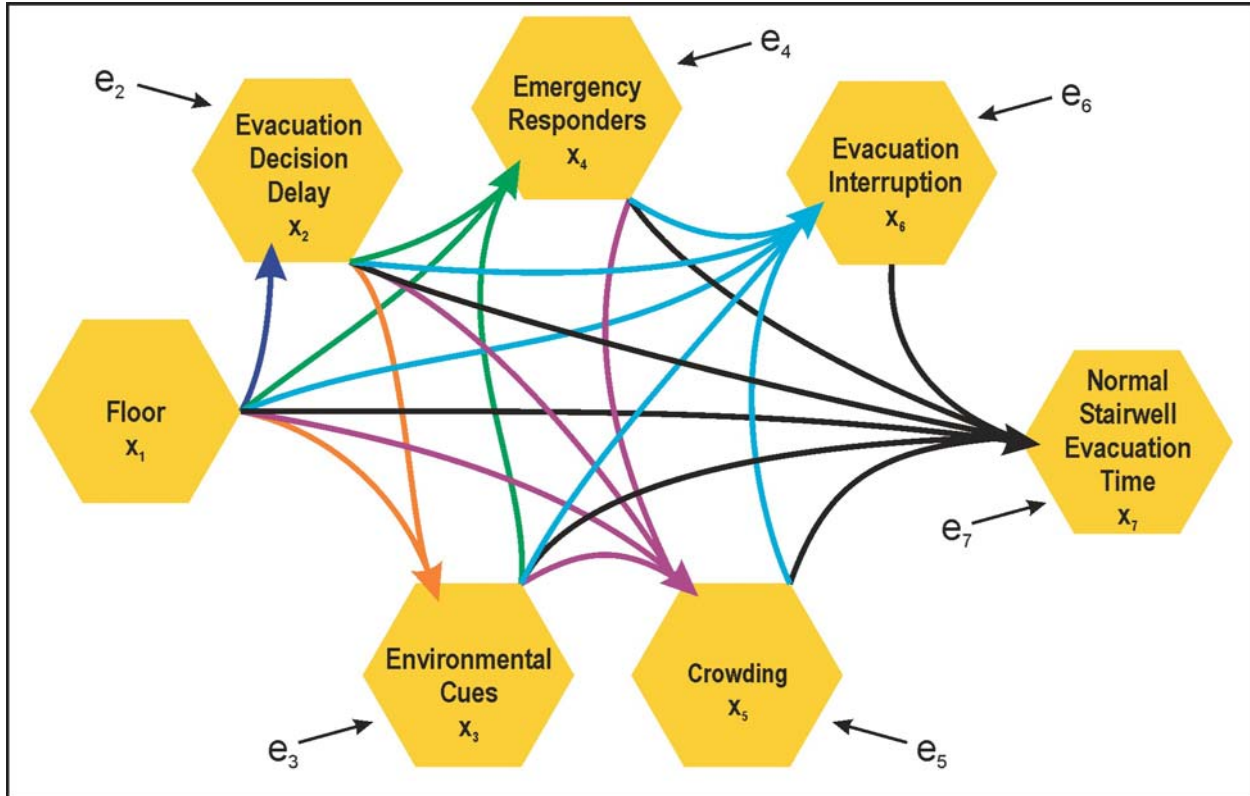 e₂
Evacuation
Decision
Delay
x₂
Emergency
Responders
x₄
e₄
Evacuation
Interruption
x₆
e₆
Floor
x₁
Normal
Stairwell
Evacuation
Time
x₇
e₇
Environmental
Cues
x₃
e₃
Crowding
x₅
e₅